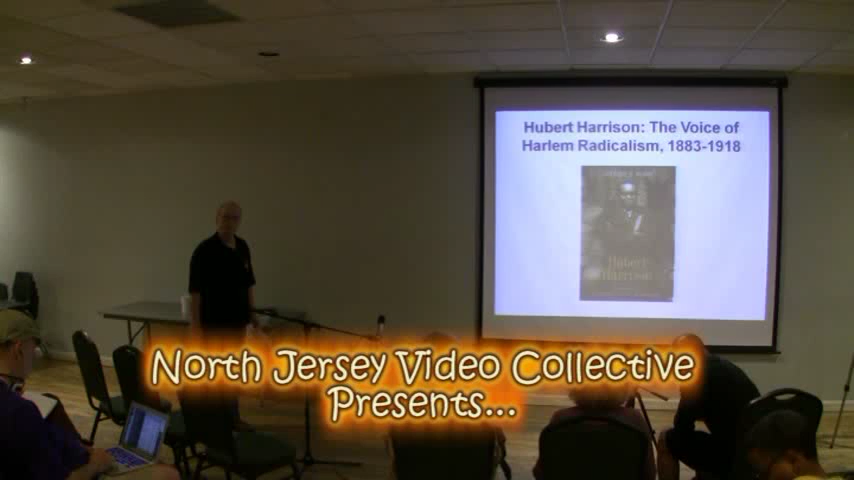 Hubert Harrison: The Voice of
Harlem Radicalism, 1883-1918
Hubert
Harrison
North Jersey Video Collective
Presents...